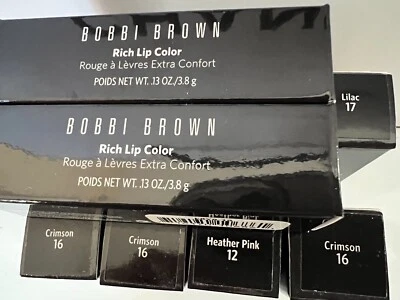 BOBBI BROWN
Rich Lip Color
Rouge à Lèvres Extra Confort
POIDS NET WT. .13 OZ./3.8 g
Lilac
17
BOBBI BROWN
Rich Lip Color
Rouge à Lèvres Extra Confort
POIDS NET WT. .13 OZ./3.8 g
Crimson
16
Crimson
16
Heather Pink
12
Crimson
16